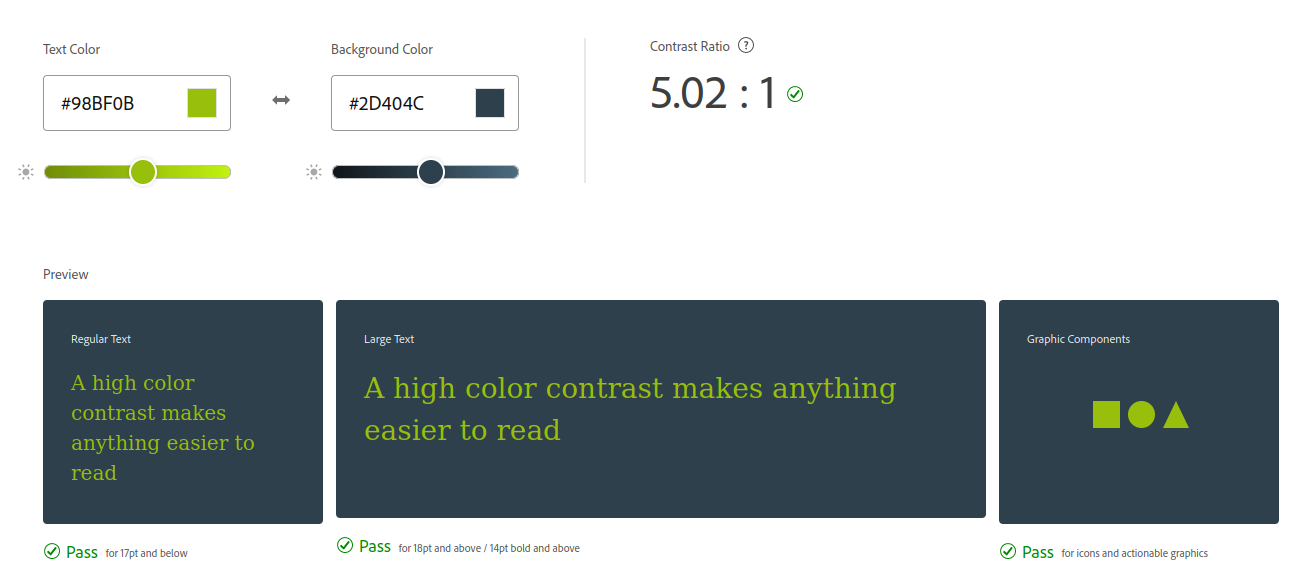 Text Color
Background Color
Contrast Ratio ?
#98BF0B
#2D404C
5.02 : 1
Preview
Regular Text
A high color
contrast makes
anything easier to
read
Pass for 17pt and below
Large Text
A high color contrast makes anything
easier to read
Pass for 18pt and above / 14pt bold and above
Graphic Components
Pass for icons and actionable graphics